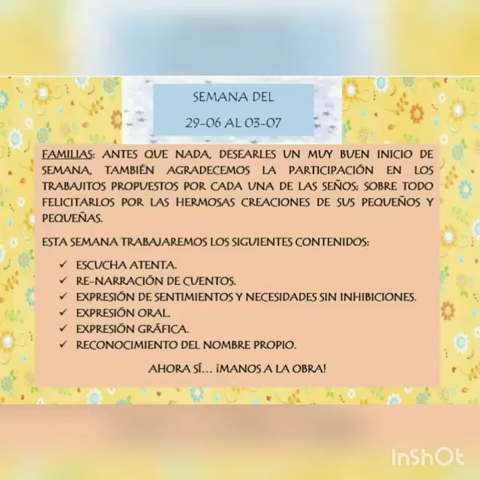 SEMANA DEL
29-06 AL 03-07
FAMILIAS: ANTES QUE NADA, DESEARLES UN MUY BUEN INICIO DE
SEMANA, TAMBIÉN AGRADECEMOS LA PARTICIPACIÓN EN LOS
TRABAJITOS PROPUESTOS POR CADA UNA DE LAS SEÑOS; SOBRE TODO
FELICITARLOS POR LAS HERMOSAS CREACIONES DE SUS PEQUEÑOS Y
PEQUEÑAS.
ESTA SEMANA TRABAJAREMOS LOS SIGUIENTES CONTENIDOS:
✓ ESCUCHA ATENTA.
✓ RE-NARRACIÓN DE CUENTOS.
✓ EXPRESIÓN DE SENTIMIENTOS Y NECESIDADES SIN INHIBICIONES.
✓ EXPRESIÓN ORAL.
✓ EXPRESIÓN GRÁFICA.
✓ RECONOCIMIENTO DEL NOMBRE PROPIO.
AHORA SÍ... ¡MANOS A LA OBRA!
InShOt